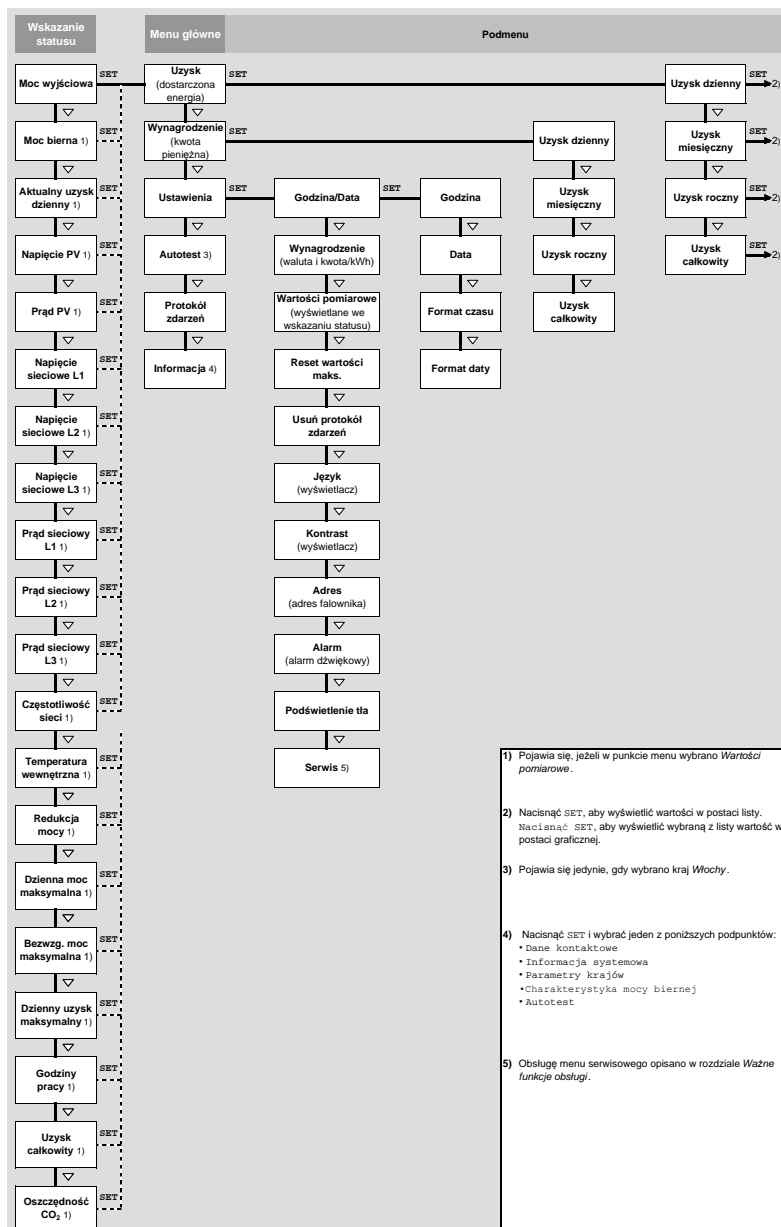 Wskazanie
statusu
Menu główne
Podmenu
Moc wyjściowa
SET
Uzysk
(dostarczona
energia)
SET
Uzysk dzienny
SET
2)
Moc bierna 1)
SET
Wynagrodzenie
(kwota
pieniężna)
SET
Uzysk dzienny
Uzysk
miesięczny
SET
2)
Aktualny uzysk
dzienny 1)
SET
Ustawienia
SET
Godzina/Data
SET
Godzina
Uzysk
miesięczny
Uzysk roczny
SET
2)
Napięcie PV 1)
SET
Autotest 3)
Wynagrodzenie
(waluta i kwota/kWh)
Data
Uzysk roczny
Uzysk
całkowity
SET
2)
Prąd PV 1)
SET
Protokół
zdarzeń
Wartości pomiarowe
(wyświetlane we
wskazaniu statusu)
Format czasu
Uzysk
całkowity
Napięcie
sieciowe L1
SET
Informacja 4)
Reset wartości
maks.
Format daty
Napięcie
sieciowe L2 1)
SET
Usuń protokół
zdarzeń
Napięcie
sieciowe L3 1)
SET
Język
(wyświetlacz)
Prąd sieciowy
L1 1)
SET
Kontrast
(wyświetlacz)
Prąd sieciowy
L2 1)
SET
Adres
(adres falownika)
Prąd sieciowy
L3 1)
SET
Alarm
(alarm dźwiękowy)
Częstotliwość
sieci 1)
SET
Podświetlenie tła
Temperatura
wewnętrzna 1)
SET
Serwis 5)
Redukcja
mocy 1)
SET
Dzienna moc
maksymalna 1)
SET
Bezwzg. moc
maksymalna 1)
SET
Dzienny uzysk
maksymalny 1)
SET
Godziny
pracy 1)
SET
Uzysk
całkowity 1)
SET
Oszczędność
CO₂ 1)
SET
1) Pojawia się, jeżeli w punkcie menu wybrano Wartości
pomiarowe.
2) Nacisnąć SET, aby wyświetlić wartości w postaci listy.
Nacisnąć SET, aby wyświetlić wybraną z listy wartość w
postaci graficznej.
3) Pojawia się jedynie, gdy wybrano kraj Włochy.
4) Nacisnąć SET i wybrać jeden z poniższych podpunktów:
• Dane kontaktowe
• Informacja systemowa
• Parametry krajów
•Charakterystyka mocy biernej
• Autotest
5) Obsługę menu serwisowego opisano w rozdziale Ważne
funkcje obsługi.